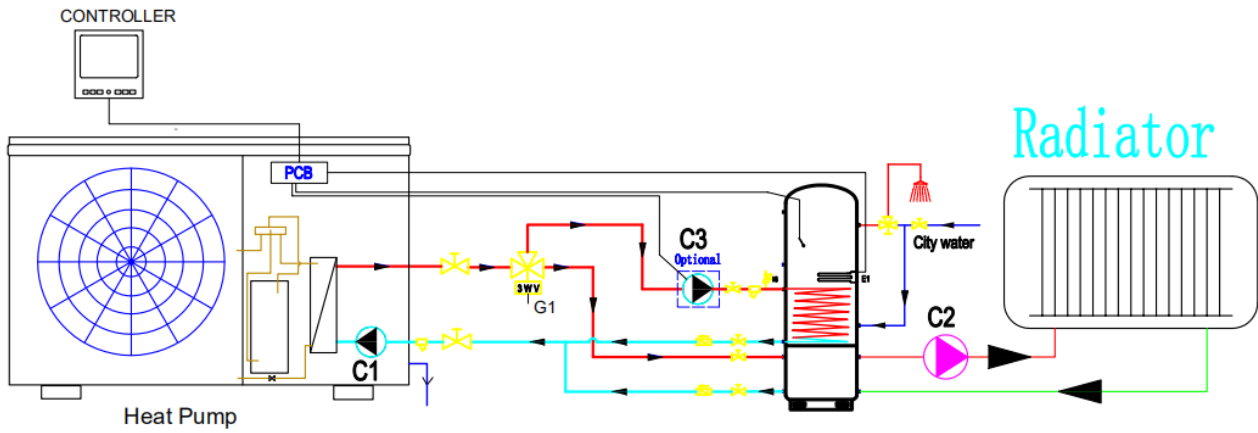 CONTROLLER
Radiator
PCB
C3
Optional
City water
E1
3WV
G1
C2
C1
Heat Pump